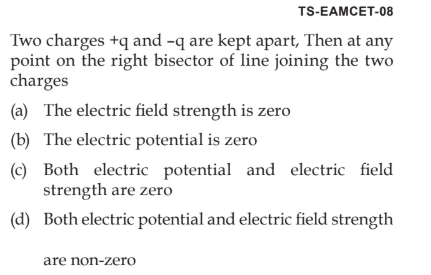 TS-EAMCET-08
Two charges +q and –q are kept apart, Then at any
point on the right bisector of line joining the two
charges
(a) The electric field strength is zero
(b) The electric potential is zero
(c) Both electric potential and electric field
strength are zero
(d) Both electric potential and electric field strength
are non-zero